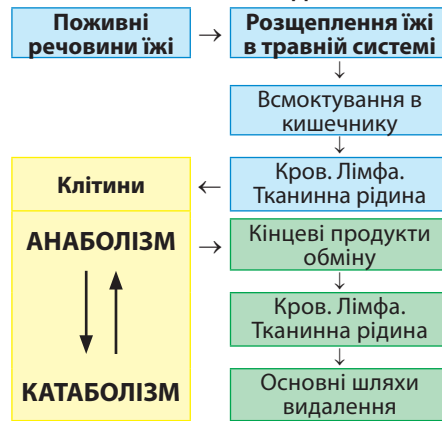 Поживні
речовини їжі
→
Розщеплення їжі
в травній системі
↓
Всмоктування в
кишечнику
↓
Кров. Лімфа.
Тканинна рідина
←
Клітини
АНАБОЛІЗМ
КАТАБОЛІЗМ
→
Кінцеві продукти
обміну
↓
Кров. Лімфа.
Тканинна рідина
↓
Основні шляхи
видалення